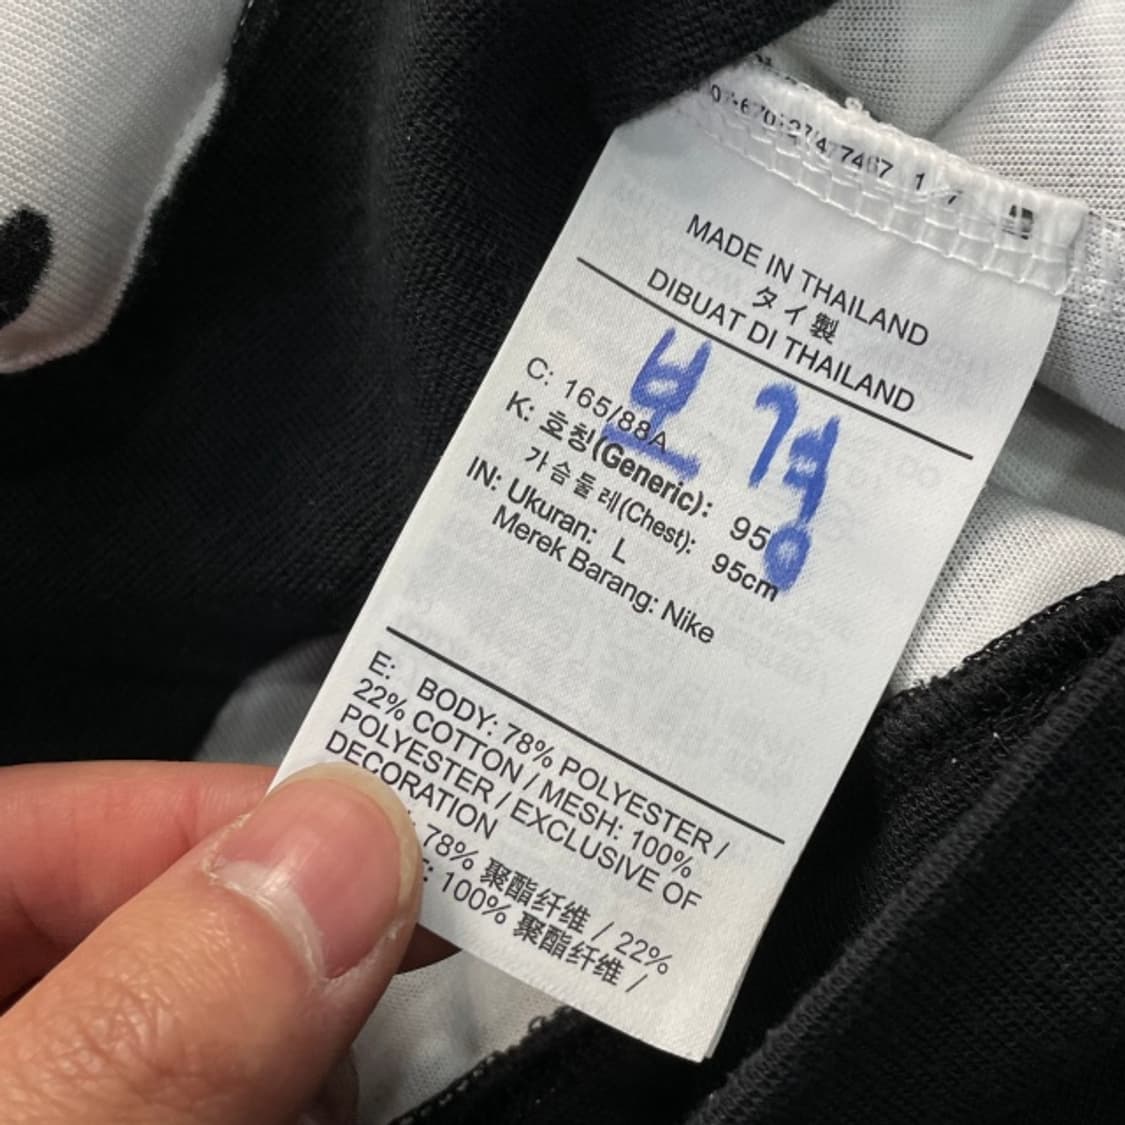 MADE IN THAILAND
タイ製
DIBUAT DI THAILAND
보경
C: 165/88A
K: 호칭(Generic): 95
가슴둘레(Chest): 95cm
IN: Ukuran: L
Merek Barang: Nike
E: BODY: 78% POLYESTER /
22% COTTON / MESH: 100%
POLYESTER / EXCLUSIVE OF
DECORATION
78% 聚酯纤维 / 22%
: 100% 聚酯纤维 /